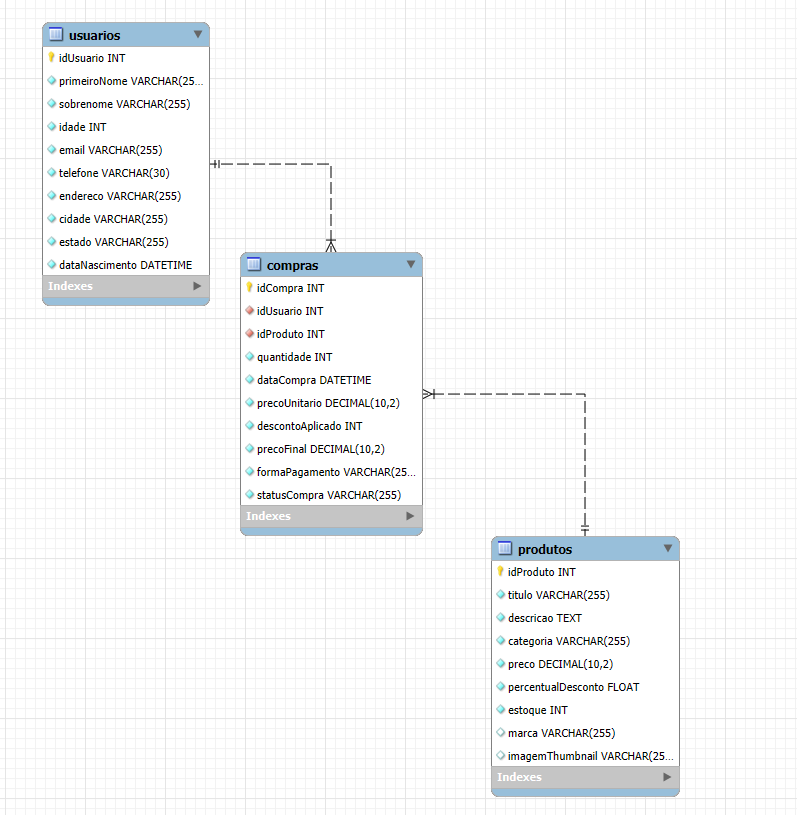 usuarios
idUsuario INT
primeiroNome VARCHAR(25...
sobrenome VARCHAR(255)
idade INT
email VARCHAR(255)
telefone VARCHAR(30)
endereco VARCHAR(255)
cidade VARCHAR(255)
estado VARCHAR(255)
dataNascimento DATETIME
Indexes
compras
idCompra INT
idUsuario INT
idProduto INT
quantidade INT
dataCompra DATETIME
precoUnitario DECIMAL(10,2)
descontoAplicado INT
precoFinal DECIMAL(10,2)
formaPagamento VARCHAR(25...
statusCompra VARCHAR(255)
Indexes
produtos
idProduto INT
titulo VARCHAR(255)
descricao TEXT
categoria VARCHAR(255)
preco DECIMAL(10,2)
percentualDesconto FLOAT
estoque INT
marca VARCHAR(255)
imagemThumbnail VARCHAR(25...
Indexes